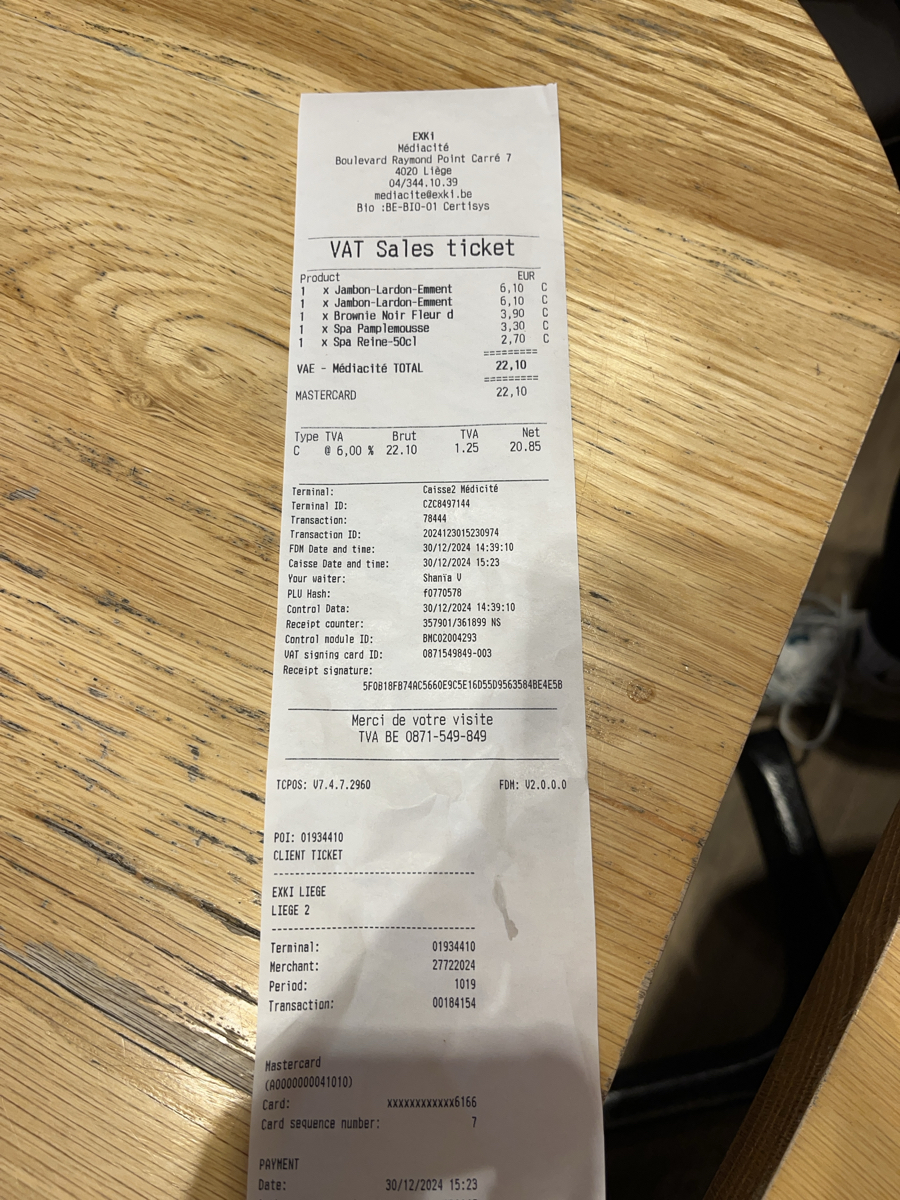 EXKi
Médiacité
Boulevard Raymond Point Carré 7
4020 Liège
04/344.10.39
mediacite@exki.be
Bio :BE-BIO-01 Certisys
VAT Sales ticket
Product EUR
1 x Jambon-Lardon-Emment 6,10 C
1 x Jambon-Lardon-Emment 6,10 C
1 x Brownie Noir Fleur d 3,90 C
1 x Spa Pamplemousse 3,30 C
1 x Spa Reine-50cl 2,70 C
=========
VAE - Médiacité TOTAL 22,10
=========
MASTERCARD 22,10
Type TVA Brut TVA Net
C @ 6,00 % 22.10 1.25 20.85
Terminal: Caisse2 Médicité
Terminal ID: CZC8497144
Transaction: 78444
Transaction ID: 2024123015230974
FDM Date and time: 30/12/2024 14:39:10
Caisse Date and time: 30/12/2024 15:23
Your waiter: Shanïa V
PLU Hash: f0770578
Control Data: 30/12/2024 14:39:10
Receipt counter: 357901/361899 NS
Control module ID: BMC02004293
VAT signing card ID: 0871549849-003
Receipt signature:
5F0B18FB74AC5660E9C5E16D55D9563584BE4E5B
Merci de votre visite
TVA BE 0871-549-849
TCPOS: V7.4.7.2960 FDM: V2.0.0.0
POI: 01934410
CLIENT TICKET
--------------------------------
EXKI LIEGE
LIEGE 2
--------------------------------
Terminal: 01934410
Merchant: 27722024
Period: 1019
Transaction: 00184154
Mastercard
(A0000000041010)
Card: xxxxxxxxxxxx6166
Card sequence number: 7
PAYMENT
Date: 30/12/2024 15:23